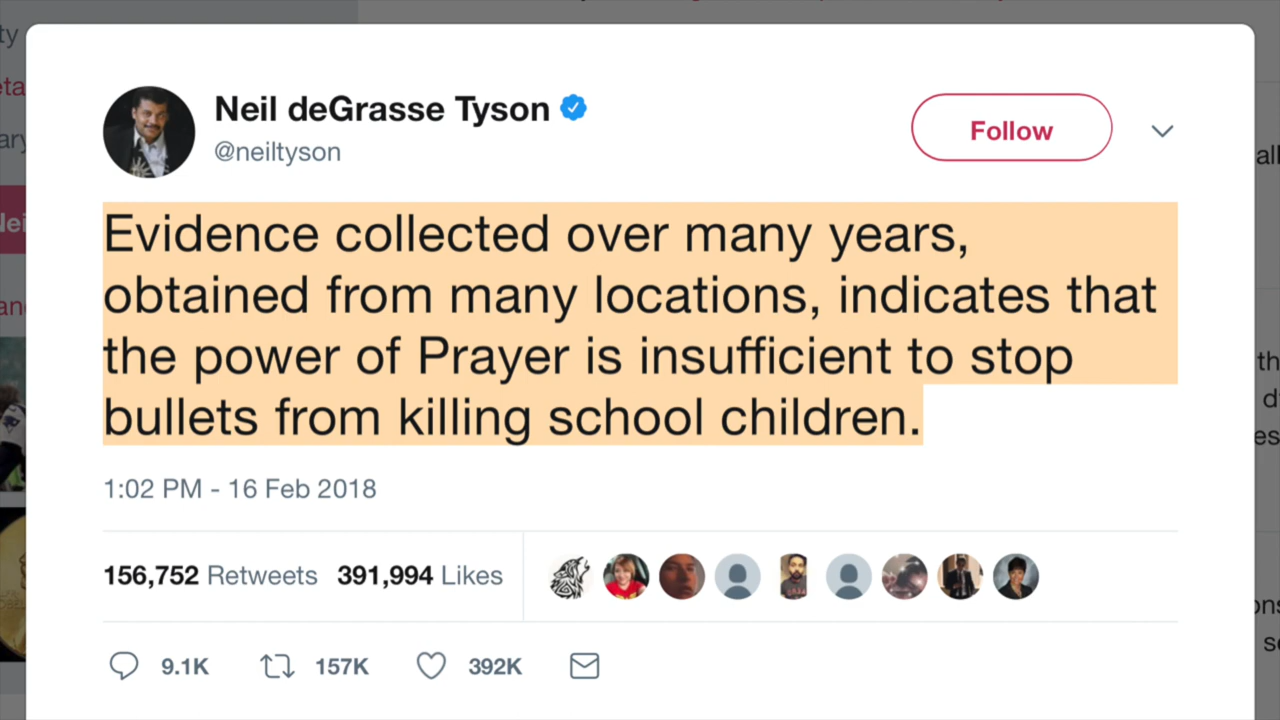 Neil deGrasse Tyson
@neiltyson
Follow
Evidence collected over many years,
obtained from many locations, indicates that
the power of Prayer is insufficient to stop
bullets from killing school children.
1:02 PM - 16 Feb 2018
156,752 Retweets 391,994 Likes
9.1K 157K 392K